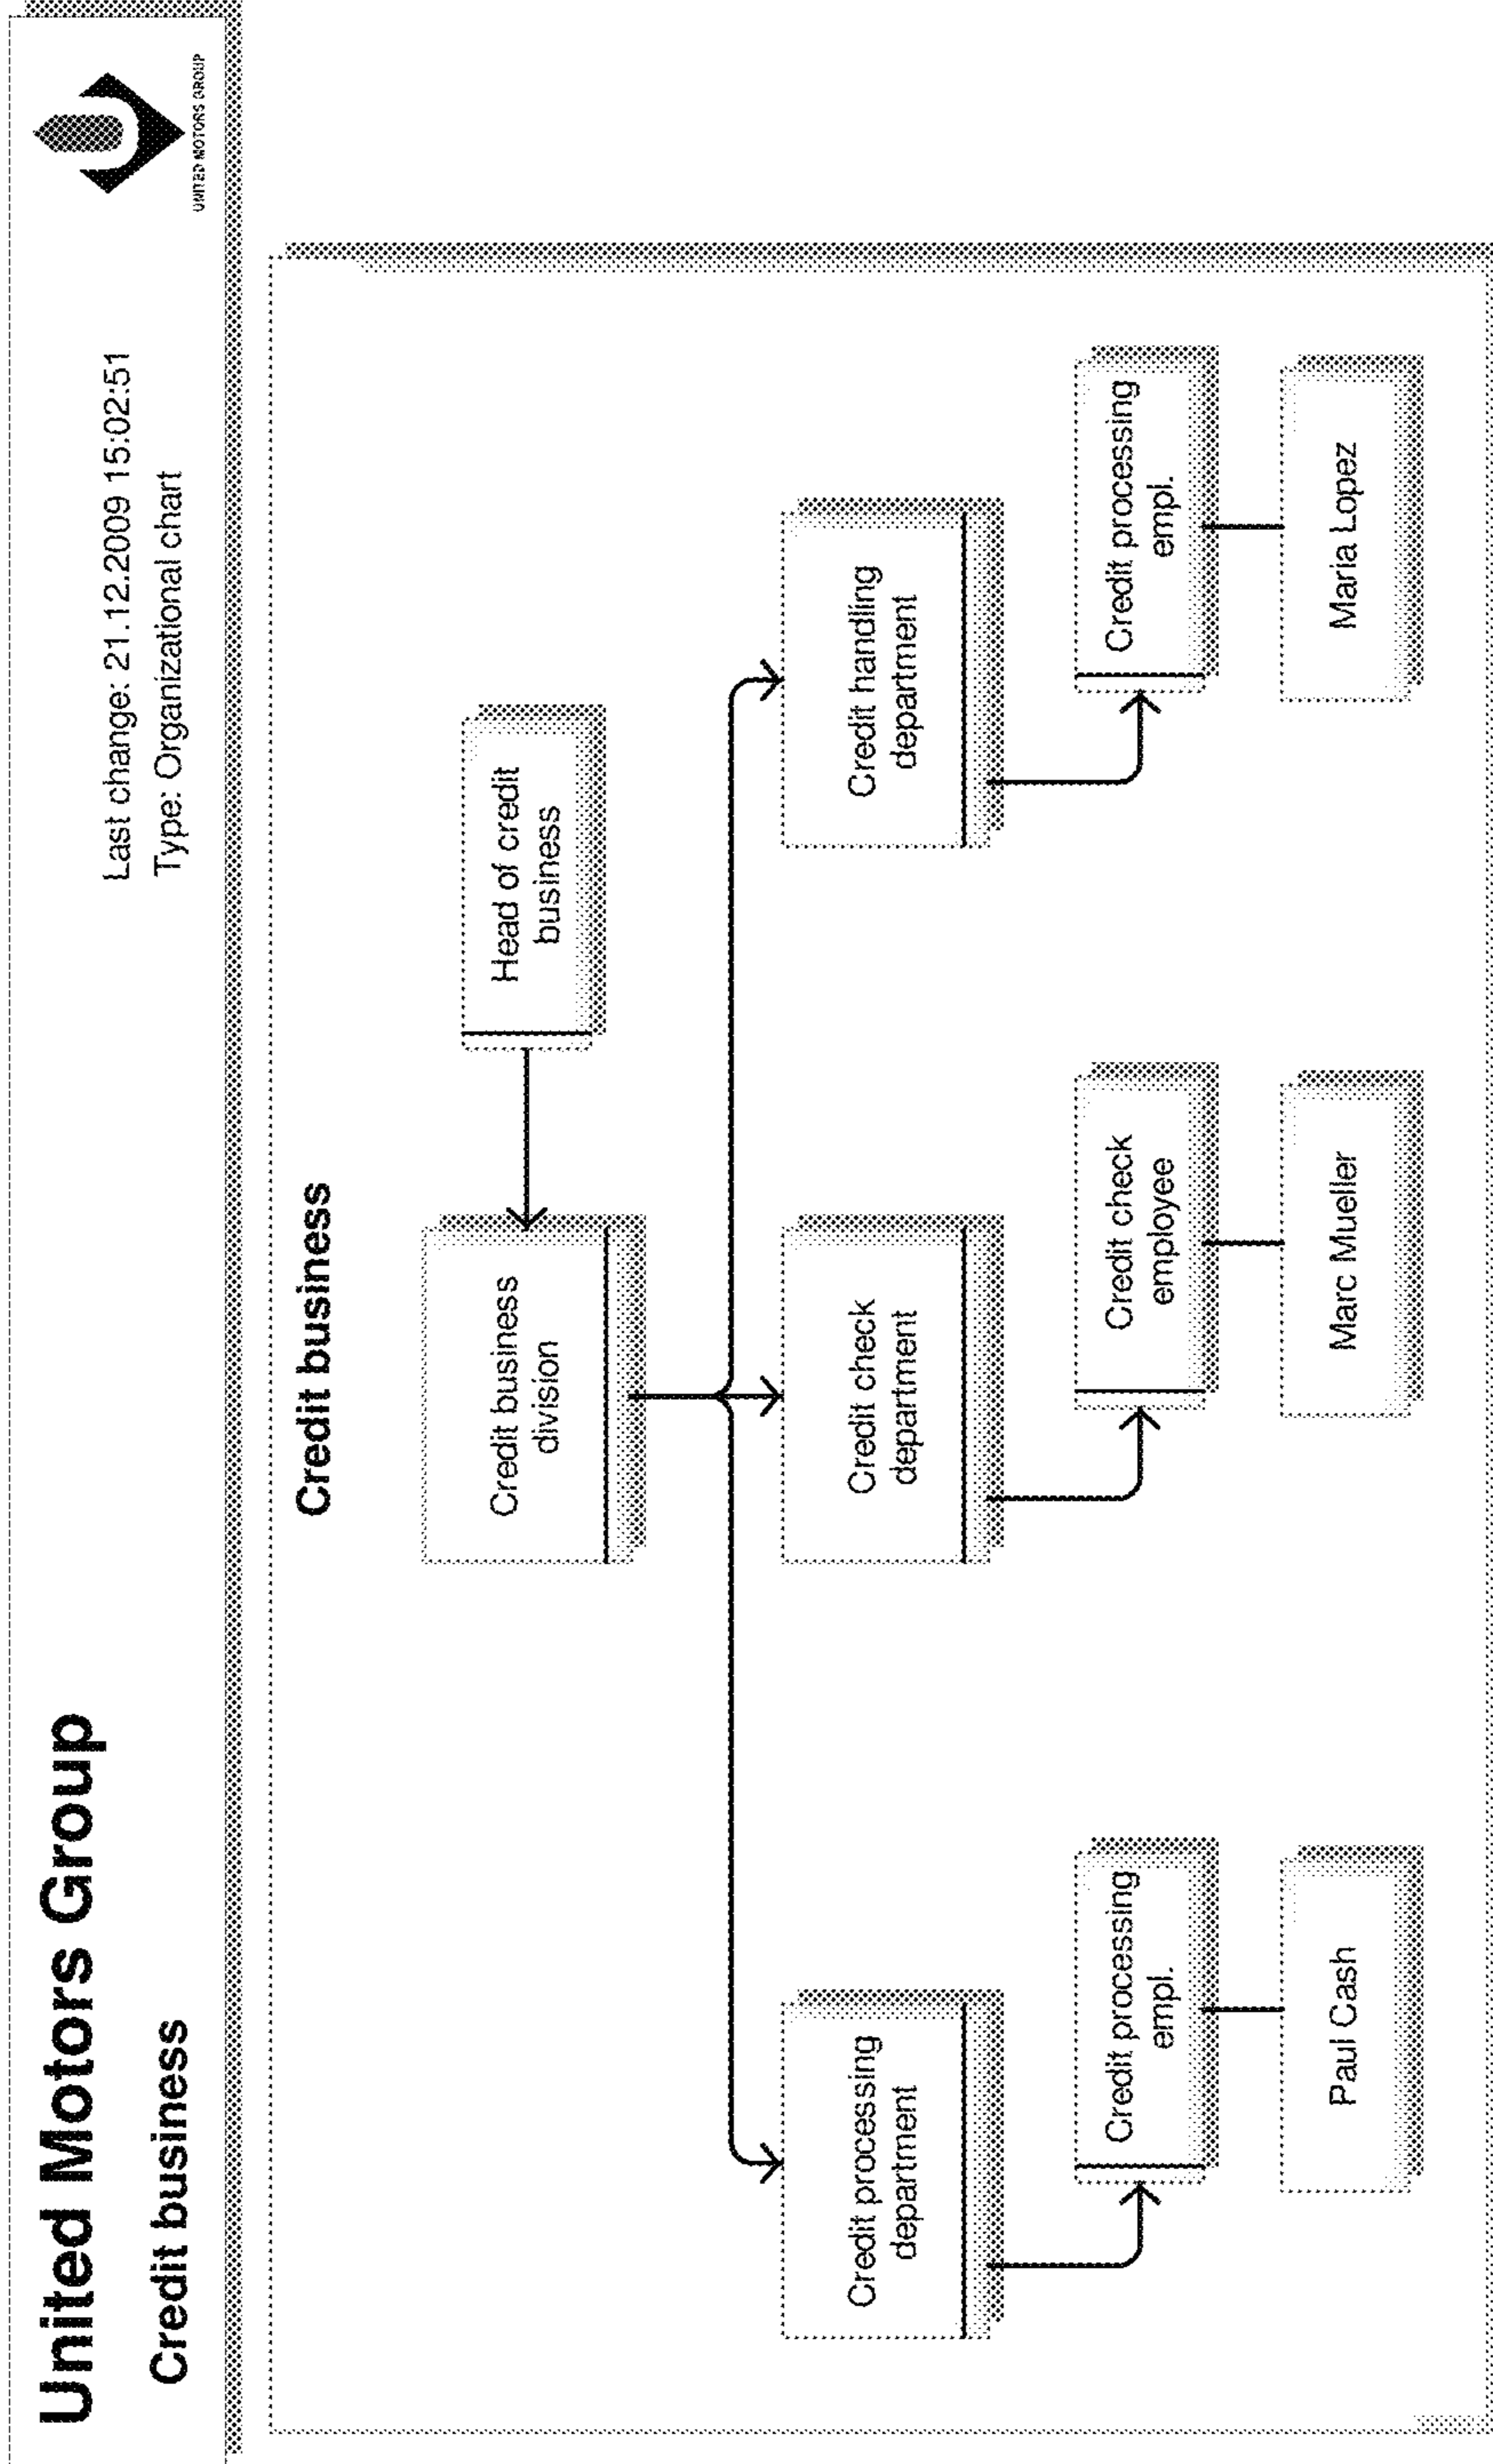 United Motors Group
Credit business
Last change: 21.12.2009 15:02:51
Type: Organizational chart
UNITED MOTORS GROUP
Credit business
Credit business
division
Head of credit
business
Credit processing
department
Credit check
department
Credit handling
department
Credit processing
empl.
Credit check
employee
Credit processing
empl.
Paul Cash
Marc Mueller
Maria Lopez